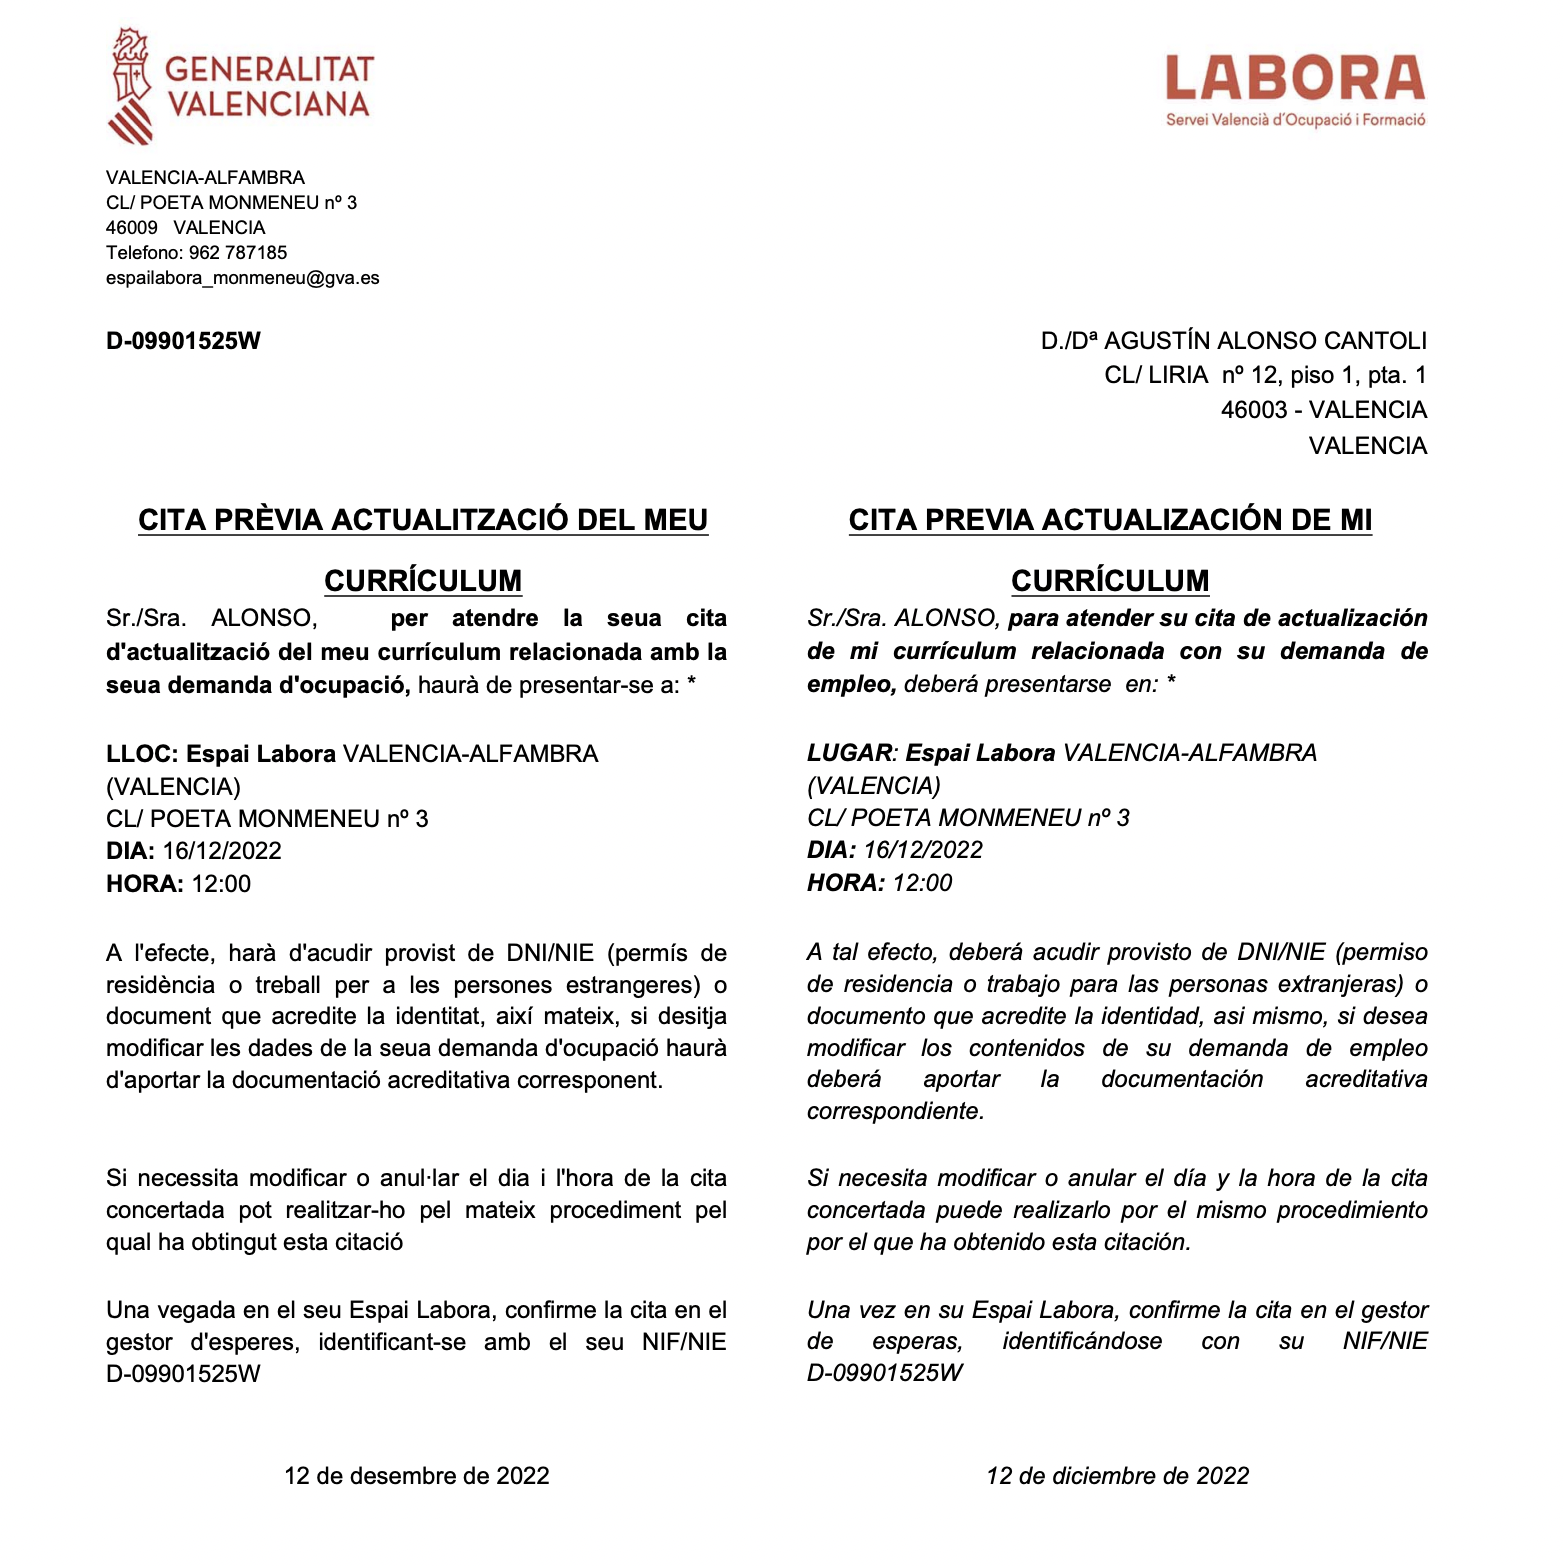 GENERALITAT
VALENCIANA
LABORA
Servei Valencià d'Ocupació i Formació
VALENCIA-ALFAMBRA
CL/ POETA MONMENEU nº 3
46009 VALENCIA
Telefono: 962 787185
espailabora_monmeneu@gva.es
D-09901525W
D./Dª AGUSTÍN ALONSO CANTOLI
CL/ LIRIA nº 12, piso 1, pta. 1
46003 - VALENCIA
VALENCIA
CITA PRÈVIA ACTUALITZACIÓ DEL MEU
CURRÍCULUM
Sr./Sra. ALONSO, per atendre la seua cita
d'actualització del meu currículum relacionada amb la
seua demanda d'ocupació, haurà de presentar-se a: *
LLOC: Espai Labora VALENCIA-ALFAMBRA
(VALENCIA)
CL/ POETA MONMENEU nº 3
DIA: 16/12/2022
HORA: 12:00
A l'efecte, harà d'acudir provist de DNI/NIE (permís de
residència o treball per a les persones estrangeres) o
document que acredite la identitat, així mateix, si desitja
modificar les dades de la seua demanda d'ocupació haurà
d'aportar la documentació acreditativa corresponent.
Si necessita modificar o anul·lar el dia i l'hora de la cita
concertada pot realitzar-ho pel mateix procediment pel
qual ha obtingut esta citació
Una vegada en el seu Espai Labora, confirme la cita en el
gestor d'esperes, identificant-se amb el seu NIF/NIE
D-09901525W
12 de desembre de 2022
CITA PREVIA ACTUALIZACIÓN DE MI
CURRÍCULUM
Sr./Sra. ALONSO, para atender su cita de actualización
de mi currículum relacionada con su demanda de
empleo, deberá presentarse en: *
LUGAR: Espai Labora VALENCIA-ALFAMBRA
(VALENCIA)
CL/ POETA MONMENEU nº 3
DIA: 16/12/2022
HORA: 12:00
A tal efecto, deberá acudir provisto de DNI/NIE (permiso
de residencia o trabajo para las personas extranjeras) o
documento que acredite la identidad, asi mismo, si desea
modificar los contenidos de su demanda de empleo
deberá aportar la documentación acreditativa
correspondiente.
Si necesita modificar o anular el día y la hora de la cita
concertada puede realizarlo por el mismo procedimiento
por el que ha obtenido esta citación.
Una vez en su Espai Labora, confirme la cita en el gestor
de esperas, identificándose con su NIF/NIE
D-09901525W
12 de diciembre de 2022